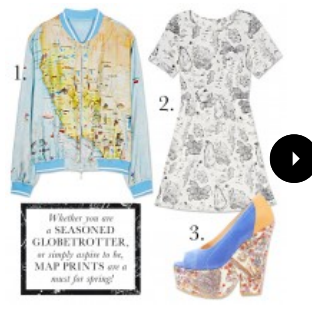 1.
2.
Whether you are
a SEASONED
GLOBETROTTER,
or simply aspire to be,
MAP PRINTS are a
must for spring!
3.